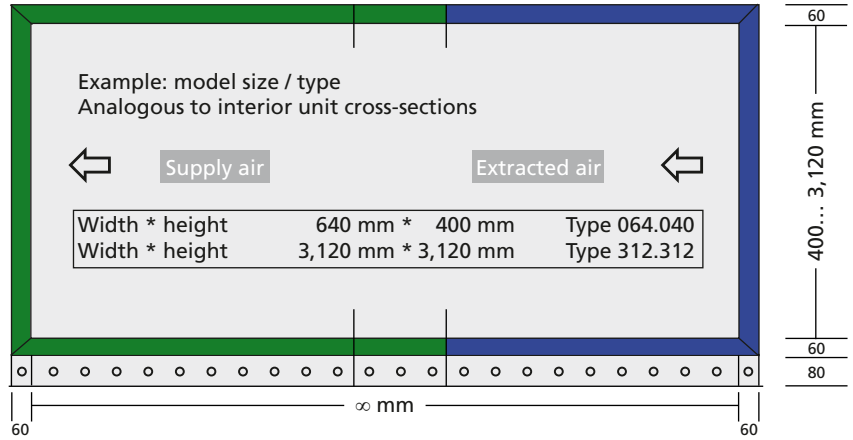 60
Example: model size / type
Analogous to interior unit cross-sections
Supply air Extracted air
Width * height 640 mm * 400 mm Type 064.040
Width * height 3,120 mm * 3,120 mm Type 312.312
400... 3,120 mm
60
80
∞ mm
60 60